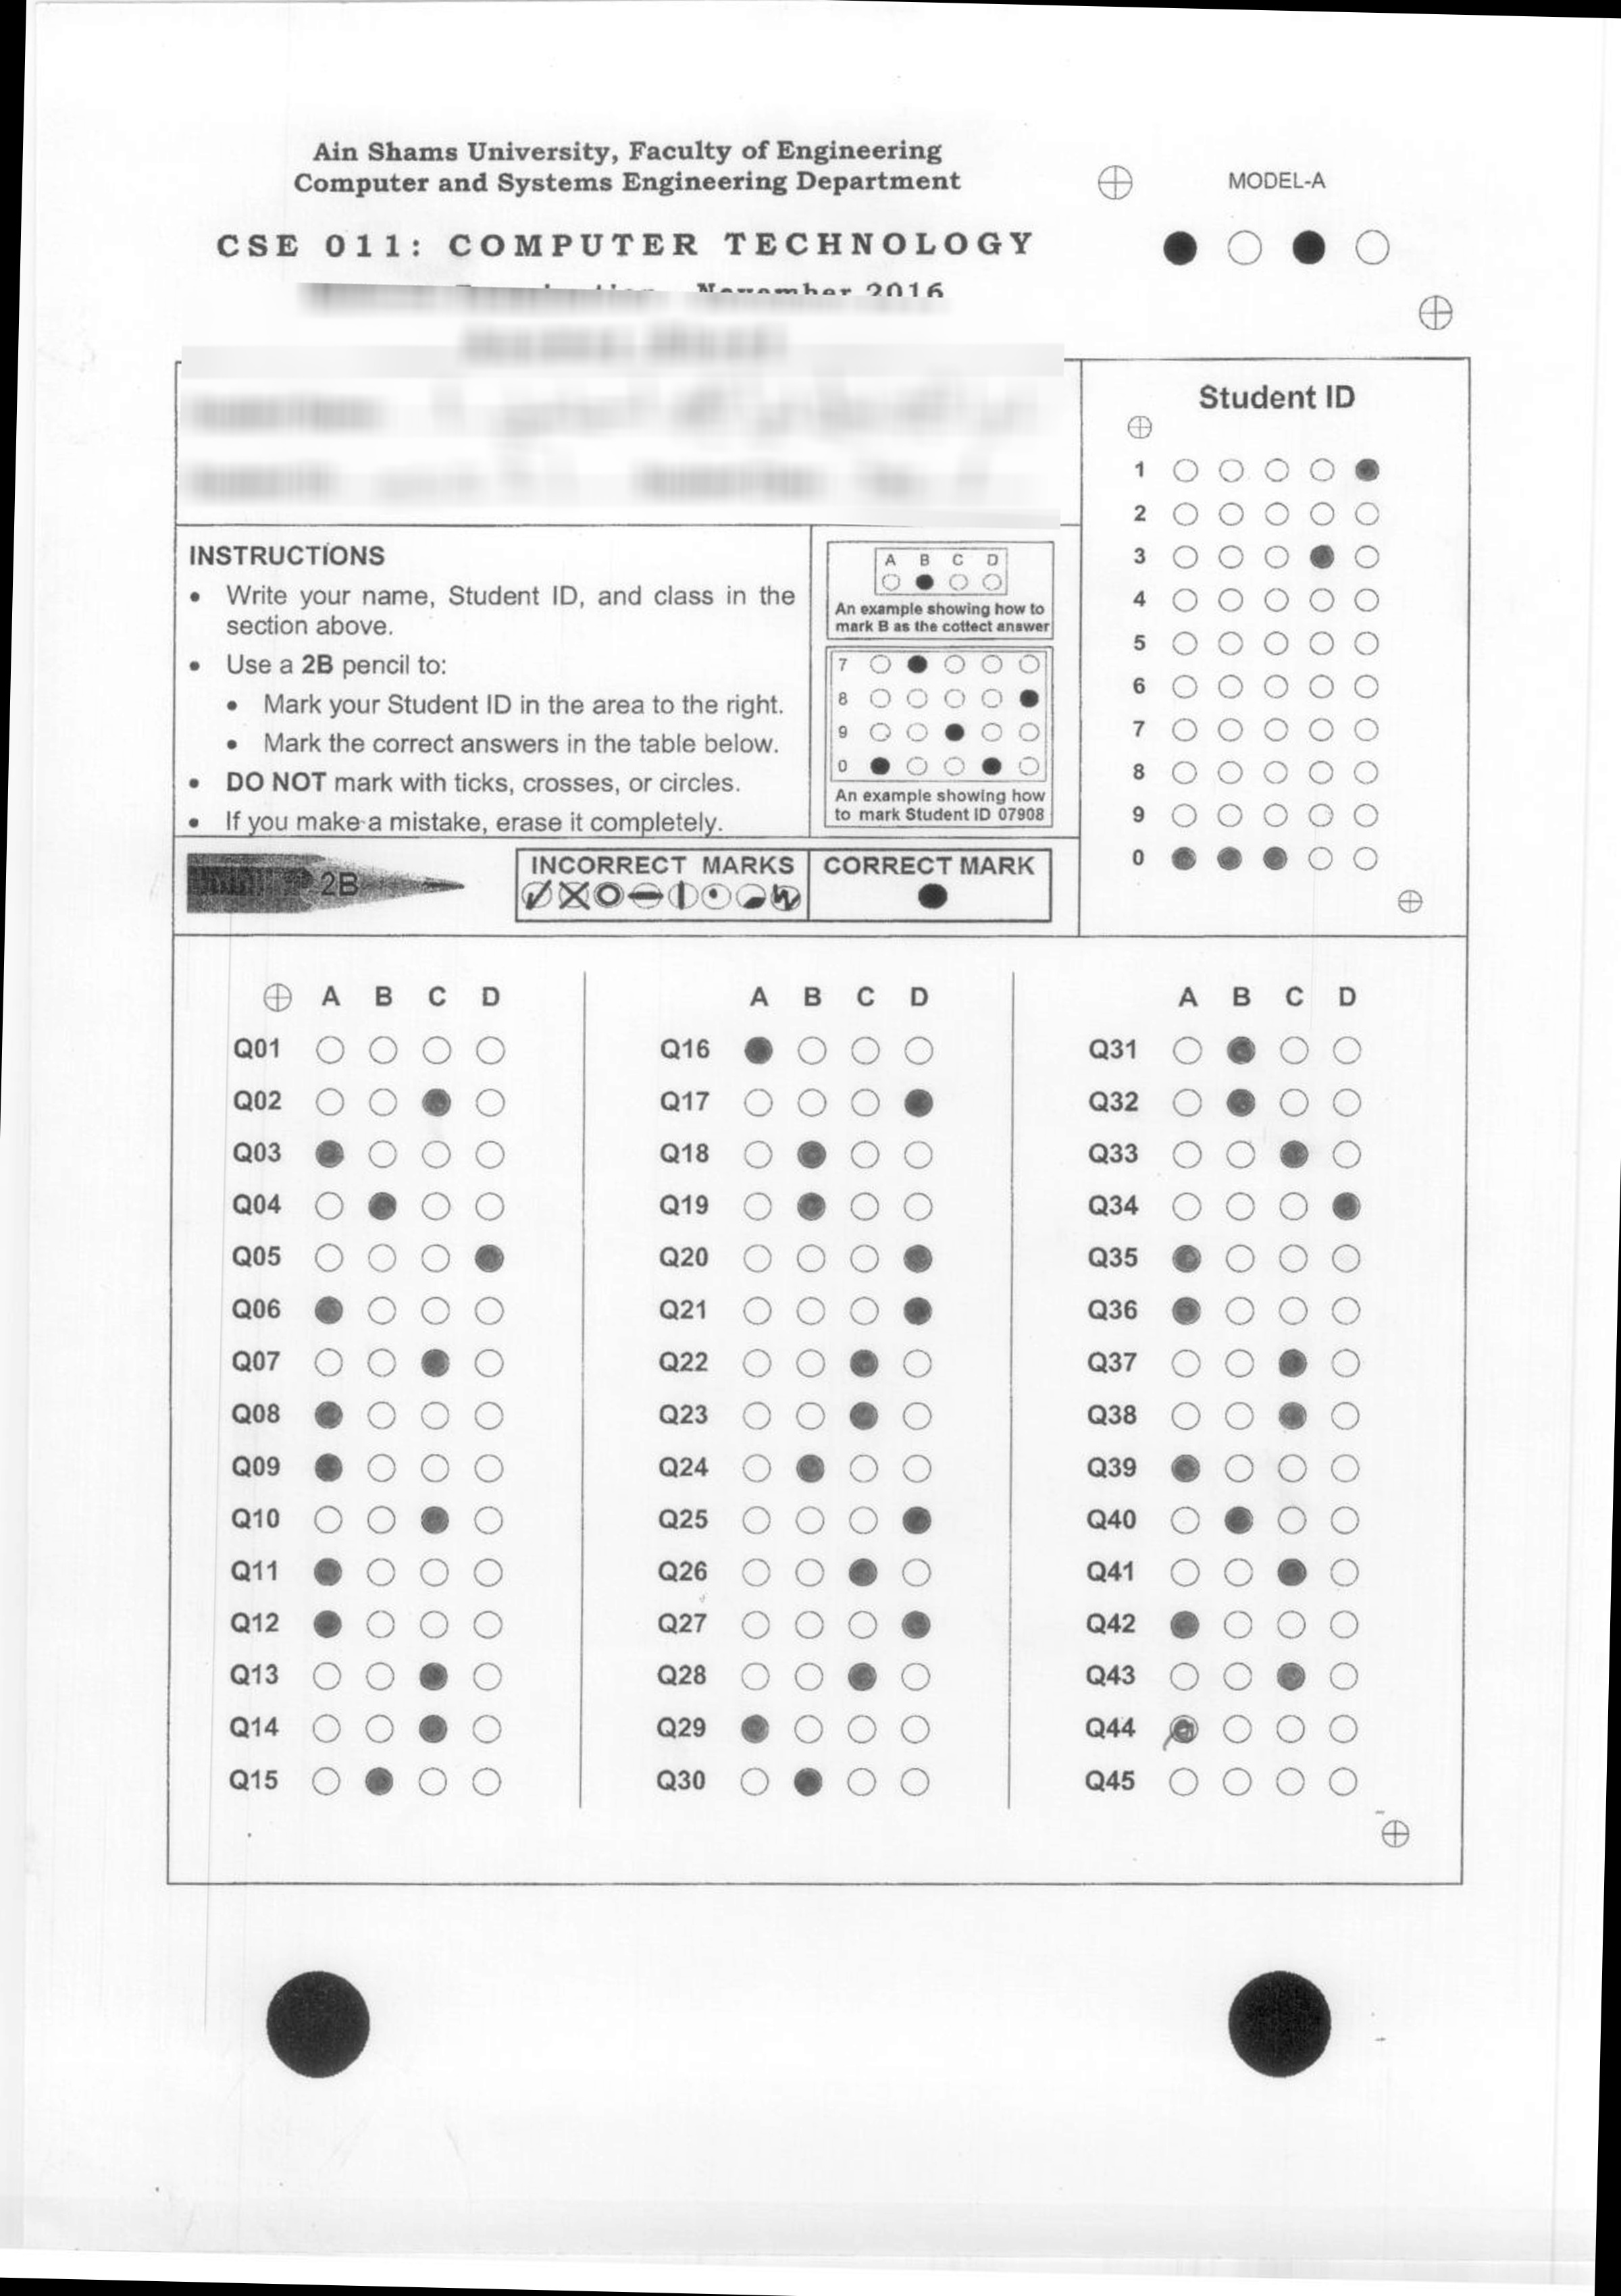 Ain Shams University, Faculty of Engineering
Computer and Systems Engineering Department
MODEL-A
CSE 011: COMPUTER TECHNOLOGY
November 2016
Student ID
1
2
3
4
5
6
7
8
9
0
INSTRUCTIONS
• Write your name, Student ID, and class in the
section above.
• Use a 2B pencil to:
• Mark your Student ID in the area to the right.
• Mark the correct answers in the table below.
• DO NOT mark with ticks, crosses, or circles.
• If you make a mistake, erase it completely.
A B C D
An example showing how to
mark B as the cottect answer
7
8
9
0
An example showing how
to mark Student ID 07908
2B
INCORRECT MARKS
CORRECT MARK
A B C D
Q01
Q02
Q03
Q04
Q05
Q06
Q07
Q08
Q09
Q10
Q11
Q12
Q13
Q14
Q15
A B C D
Q16
Q17
Q18
Q19
Q20
Q21
Q22
Q23
Q24
Q25
Q26
Q27
Q28
Q29
Q30
A B C D
Q31
Q32
Q33
Q34
Q35
Q36
Q37
Q38
Q39
Q40
Q41
Q42
Q43
Q44
Q45